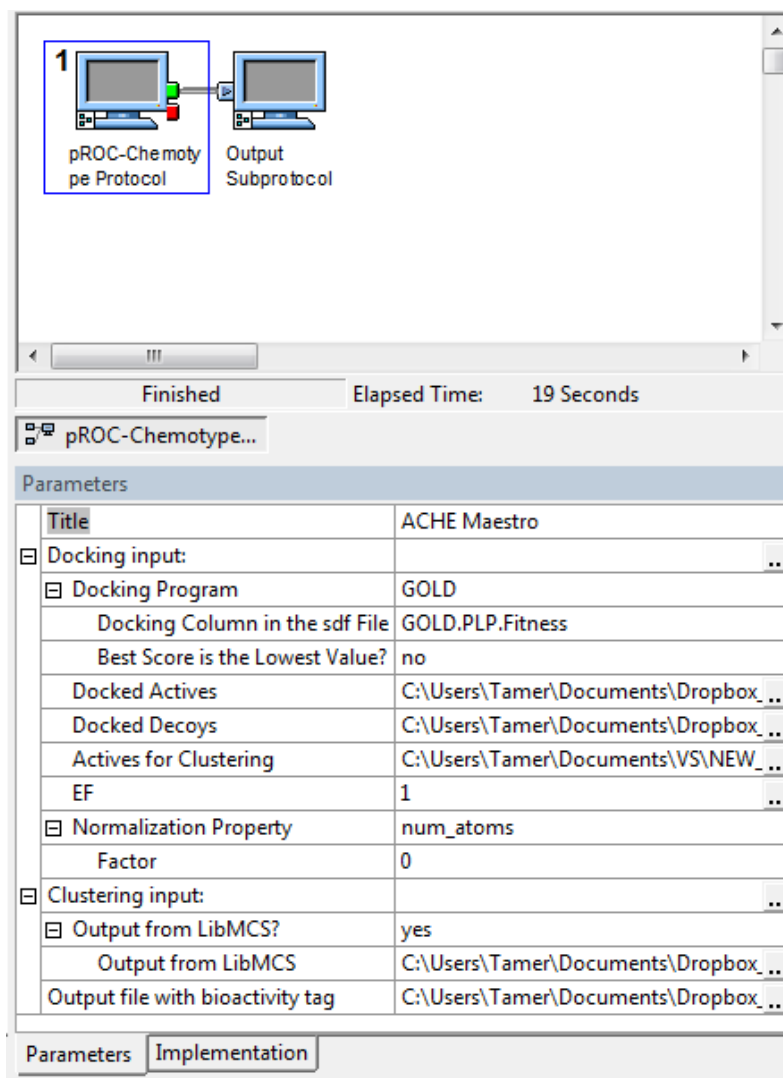 1
pROC-Chemoty
pe Protocol
Output
Subprotocol
Finished
Elapsed Time: 19 Seconds
pROC-Chemotype...
Parameters
Title ACHE Maestro
Docking input: ..
Docking Program GOLD
Docking Column in the sdf File GOLD.PLP.Fitness
Best Score is the Lowest Value? no
Docked Actives C:\Users\Tamer\Documents\Dropbox_ ..
Docked Decoys C:\Users\Tamer\Documents\Dropbox_ ..
Actives for Clustering C:\Users\Tamer\Documents\VS\NEW_ ..
EF 1 ..
Normalization Property num_atoms
Factor 0
Clustering input: ..
Output from LibMCS? yes
Output from LibMCS C:\Users\Tamer\Documents\Dropbox_ ..
Output file with bioactivity tag C:\Users\Tamer\Documents\Dropbox_ ..
Parameters Implementation